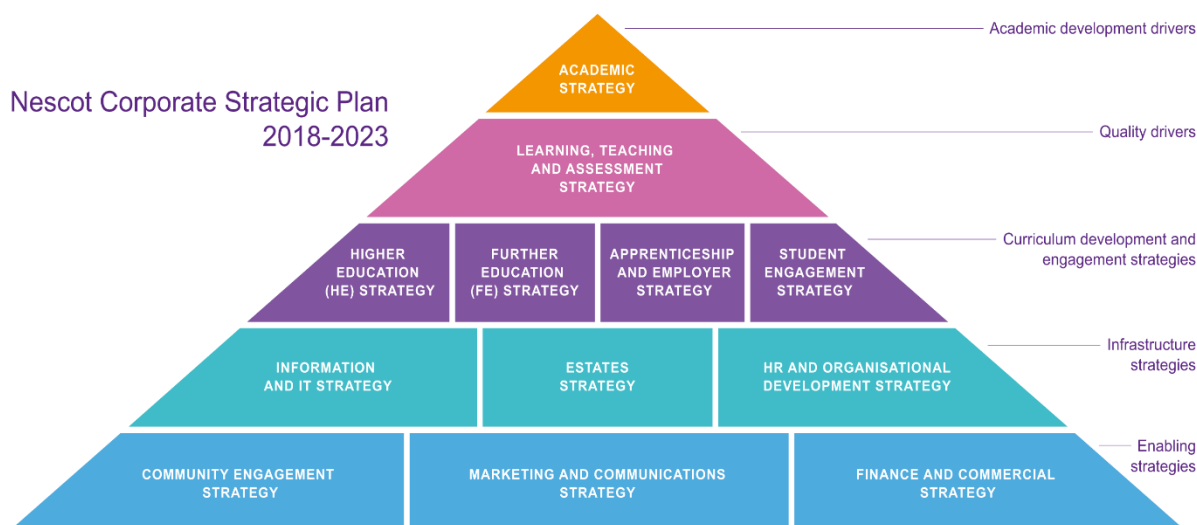 Academic development drivers
ACADEMIC
STRATEGY
Nescot Corporate Strategic Plan
2018-2023
Quality drivers
LEARNING, TEACHING
AND ASSESSMENT
STRATEGY
HIGHER
EDUCATION
(HE) STRATEGY
FURTHER
EDUCATION
(FE) STRATEGY
APPRENTICESHIP
AND EMPLOYER
STRATEGY
STUDENT
ENGAGEMENT
STRATEGY
Curriculum development and
engagement strategies
INFORMATION
AND IT STRATEGY
ESTATES
STRATEGY
HR AND ORGANISATIONAL
DEVELOPMENT STRATEGY
Infrastructure
strategies
COMMUNITY ENGAGEMENT
STRATEGY
MARKETING AND COMMUNICATIONS
STRATEGY
FINANCE AND COMMERCIAL
STRATEGY
Enabling
strategies